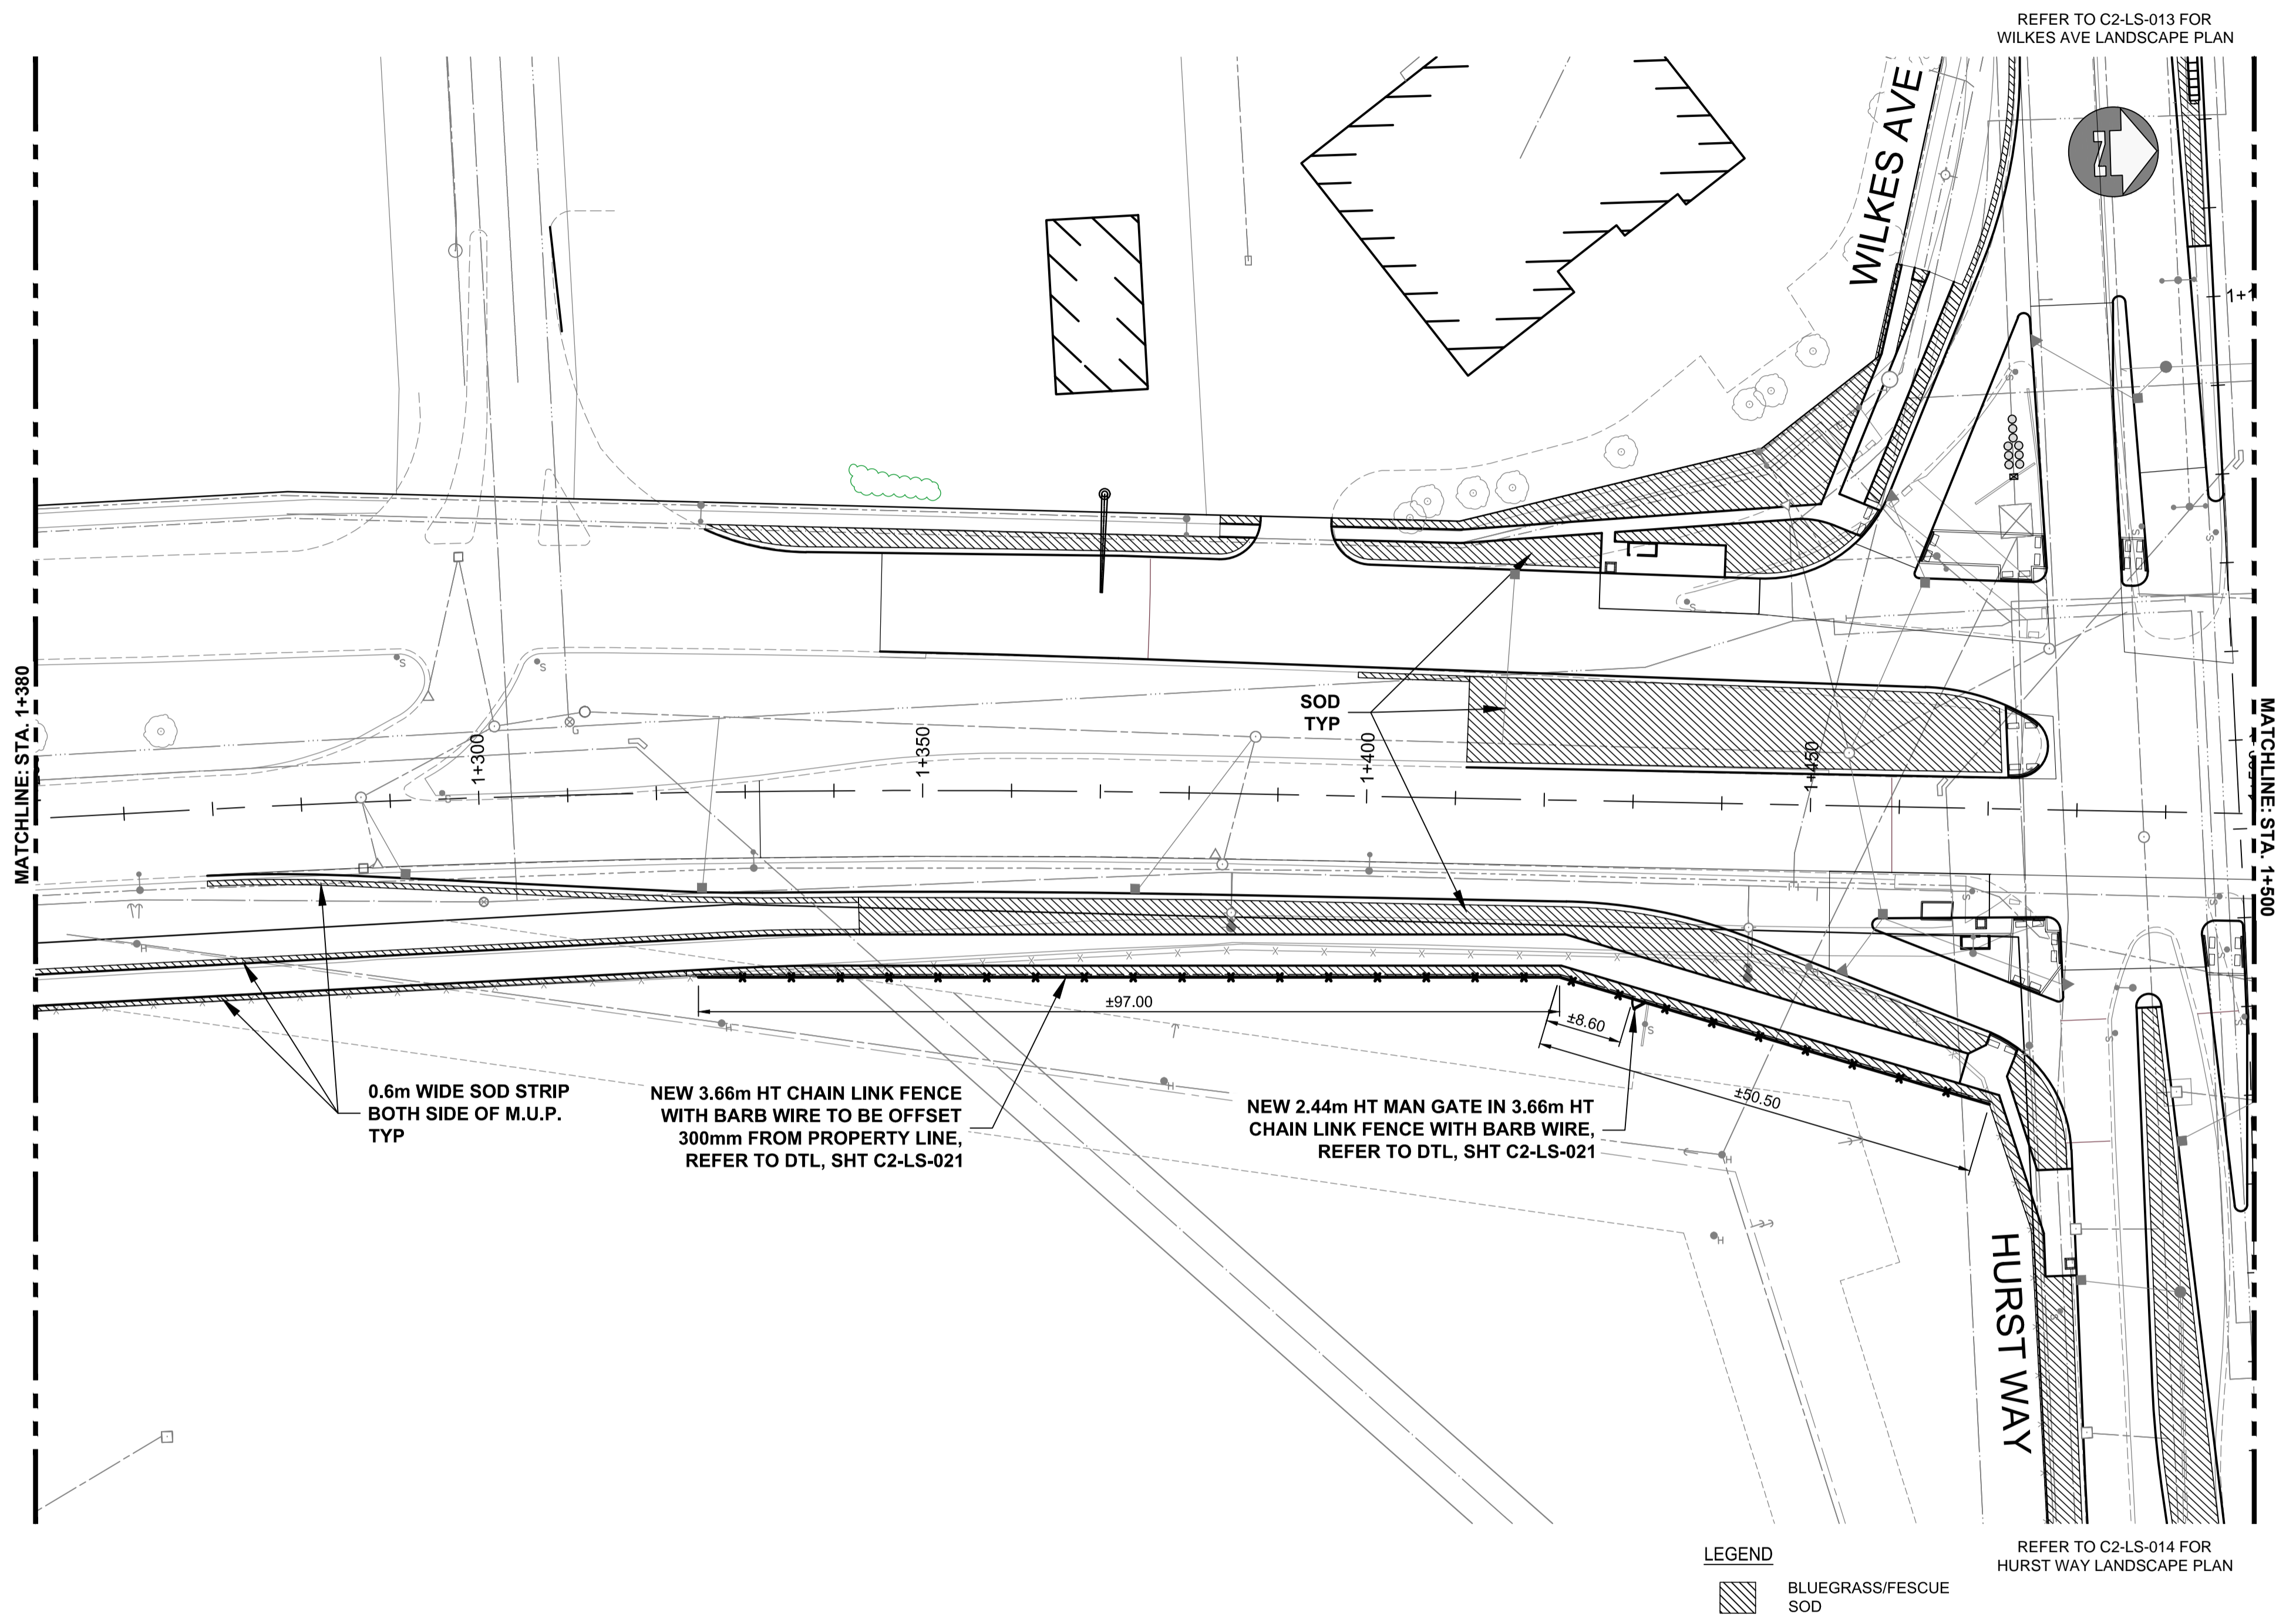 REFER TO C2-LS-013 FOR
WILKES AVE LANDSCAPE PLAN
WILKES AVE
N
1+1
MATCHLINE: STA. 1+380
MATCHLINE: STA. 1+500
SOD
TYP
1+300
1+350
1+400
1+450
±97.00
±8.60
±50.50
0.6m WIDE SOD STRIP
BOTH SIDE OF M.U.P.
TYP
NEW 3.66m HT CHAIN LINK FENCE
WITH BARB WIRE TO BE OFFSET
300mm FROM PROPERTY LINE,
REFER TO DTL, SHT C2-LS-021
NEW 2.44m HT MAN GATE IN 3.66m HT
CHAIN LINK FENCE WITH BARB WIRE,
REFER TO DTL, SHT C2-LS-021
HURST WAY
LEGEND
BLUEGRASS/FESCUE
SOD
REFER TO C2-LS-014 FOR
HURST WAY LANDSCAPE PLAN